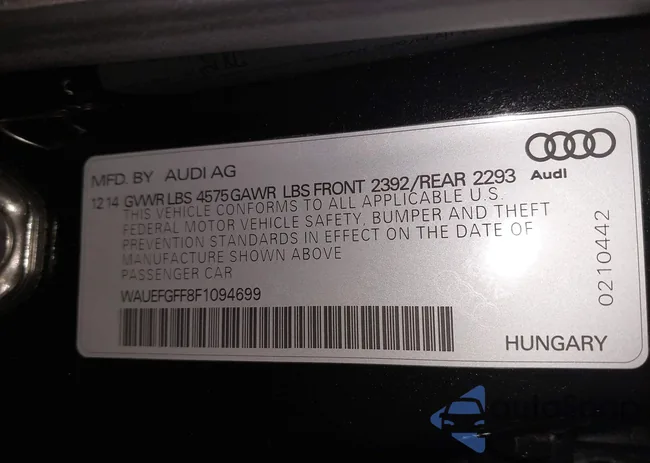 MFD. BY AUDI AG
Audi
12 14 GVWR LBS 4575 GAWR LBS FRONT 2392/REAR 2293
THIS VEHICLE CONFORMS TO ALL APPLICABLE U.S.
FEDERAL MOTOR VEHICLE SAFETY, BUMPER AND THEFT
PREVENTION STANDARDS IN EFFECT ON THE DATE OF
MANUFACTURE SHOWN ABOVE
PASSENGER CAR
WAUEFGFF8F1094699
0210442
HUNGARY